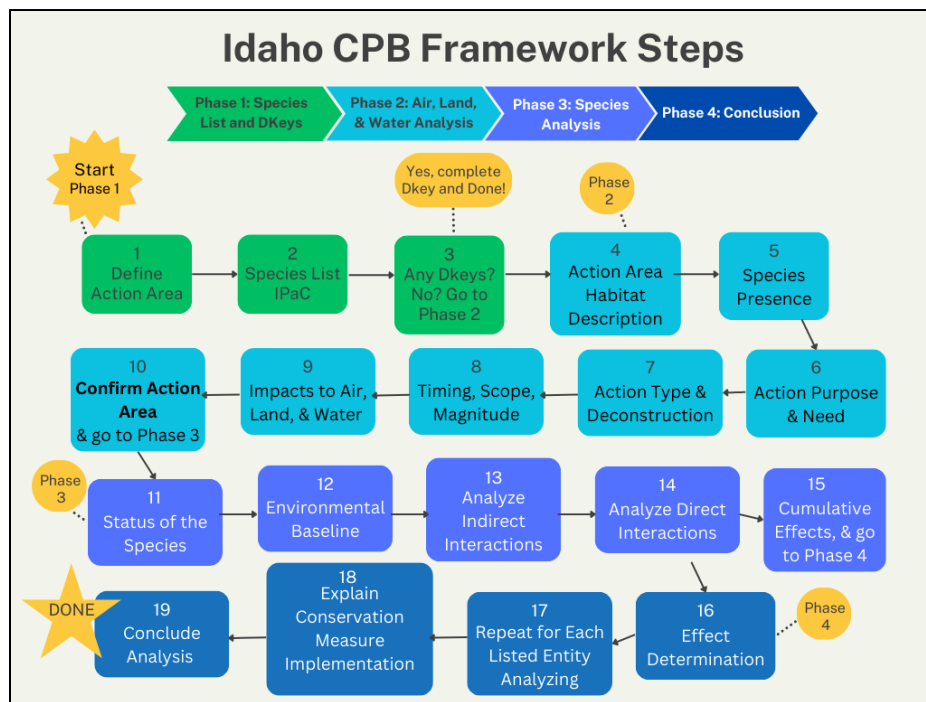 Idaho CPB Framework Steps
Phase 1: Species
List and DKeys
Phase 2: Air, Land,
& Water Analysis
Phase 3: Species
Analysis
Phase 4: Conclusion
Start
Phase 1
Yes, complete
Dkey and Done!
Phase
2
1
Define
Action Area
2
Species List
IPaC
3
Any Dkeys?
No? Go to
Phase 2
4
Action Area
Habitat
Description
5
Species
Presence
6
Action Purpose
& Need
7
Action Type &
Deconstruction
8
Timing, Scope,
Magnitude
9
Impacts to Air,
Land, & Water
10
Confirm Action
Area
& go to Phase 3
Phase
3
11
Status of the
Species
12
Environmental
Baseline
13
Analyze
Indirect
Interactions
14
Analyze Direct
Interactions
15
Cumulative
Effects, & go
to Phase 4
Phase
4
16
Effect
Determination
17
Repeat for Each
Listed Entity
Analyzing
18
Explain
Conservation
Measure
Implementation
19
Conclude
Analysis
DONE